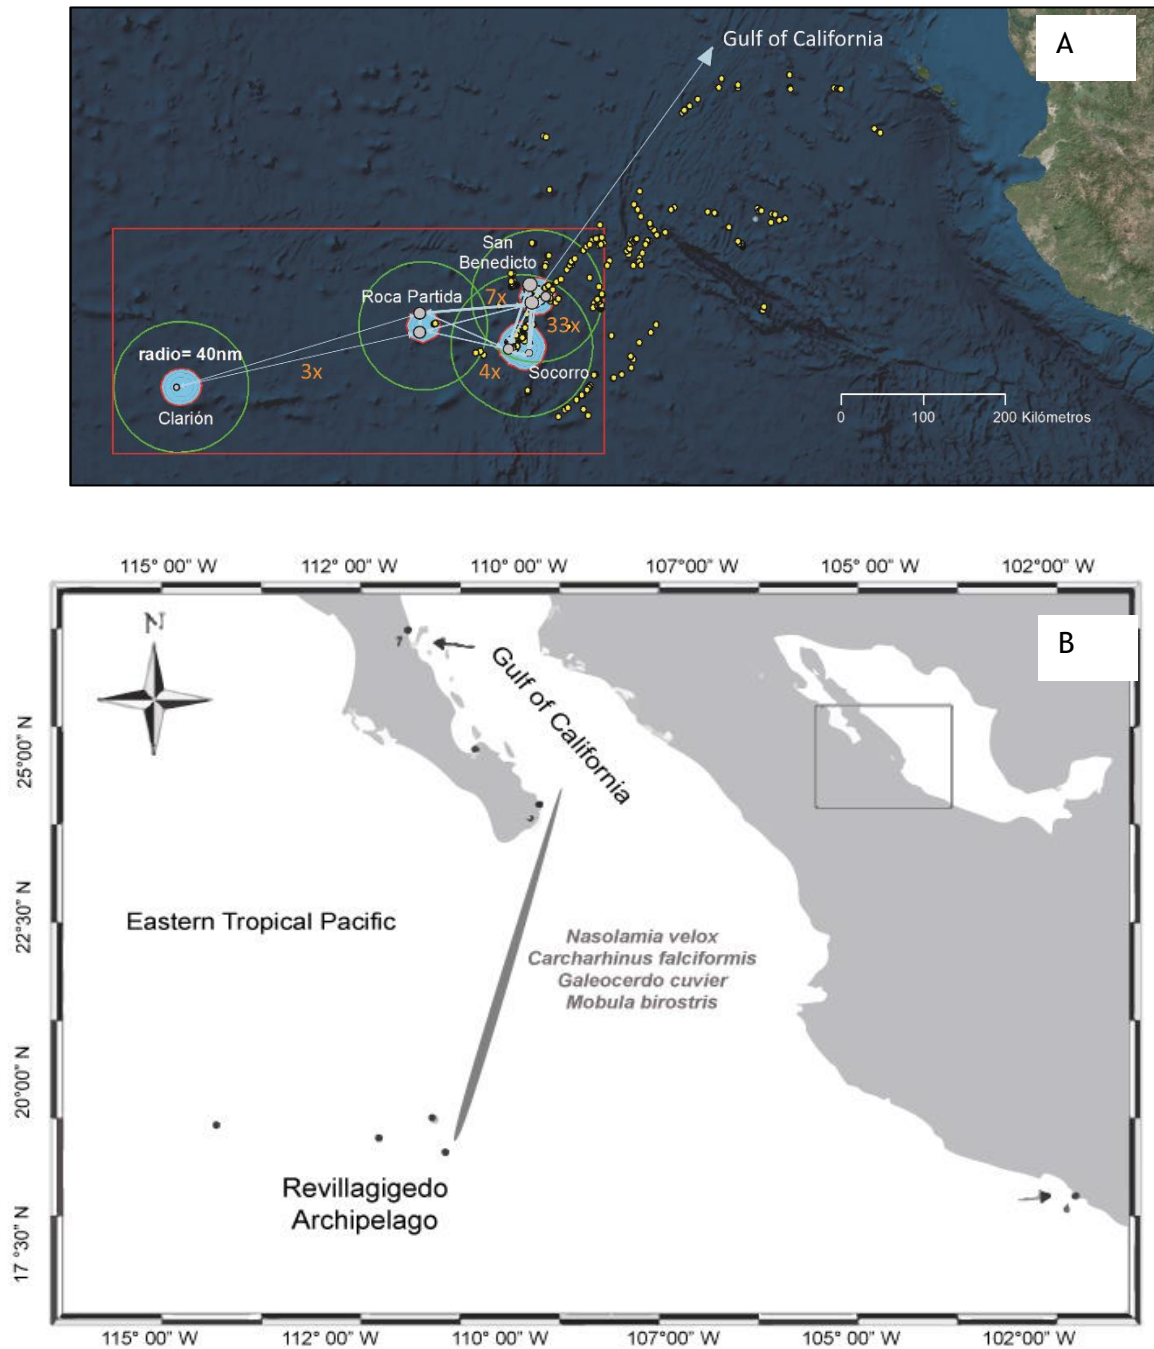 A
Gulf of California
San
Benedicto
Roca Partida
7x
33x
radio= 40nm
3x
4x
Socorro
Clarión
0 100 200 Kilómetros
115° 00" W 112° 00" W 110° 00" W 107°00" W 105° 00" W 102°00" W
B
N
7
Gulf of California
25°00" N
Eastern Tropical Pacific
22°30" N
Nasolamia velox
Carcharhinus falciformis
Galeocerdo cuvier
Mobula birostris
20°00" N
Revillagigedo
Archipelago
17 °30" N
115° 00" W 112° 00" W 110° 00" W 107°00" W 105° 00" W 102°00" W